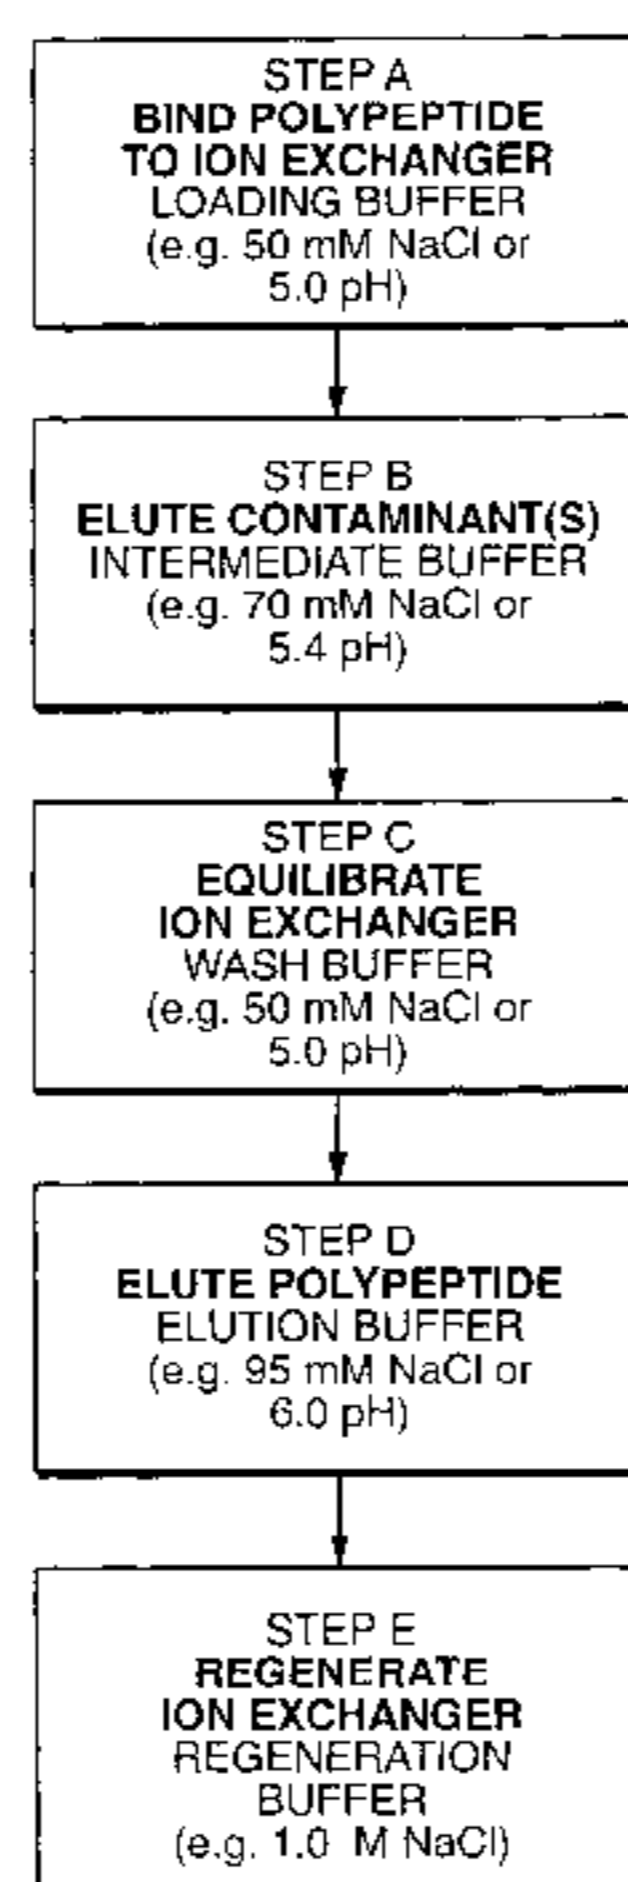 STEP A
BIND POLYPEPTIDE
TO ION EXCHANGER
LOADING BUFFER
(e.g. 50 mM NaCl or
5.0 pH)
STEP B
ELUTE CONTAMINANT(S)
INTERMEDIATE BUFFER
(e.g. 70 mM NaCl or
5.4 pH)
STEP C
EQUILIBRATE
ION EXCHANGER
WASH BUFFER
(e.g. 50 mM NaCl or
5.0 pH)
STEP D
ELUTE POLYPEPTIDE
ELUTION BUFFER
(e.g. 95 mM NaCl or
6.0 pH)
STEP E
REGENERATE
ION EXCHANGER
REGENERATION
BUFFER
(e.g. 1.0 M NaCl)